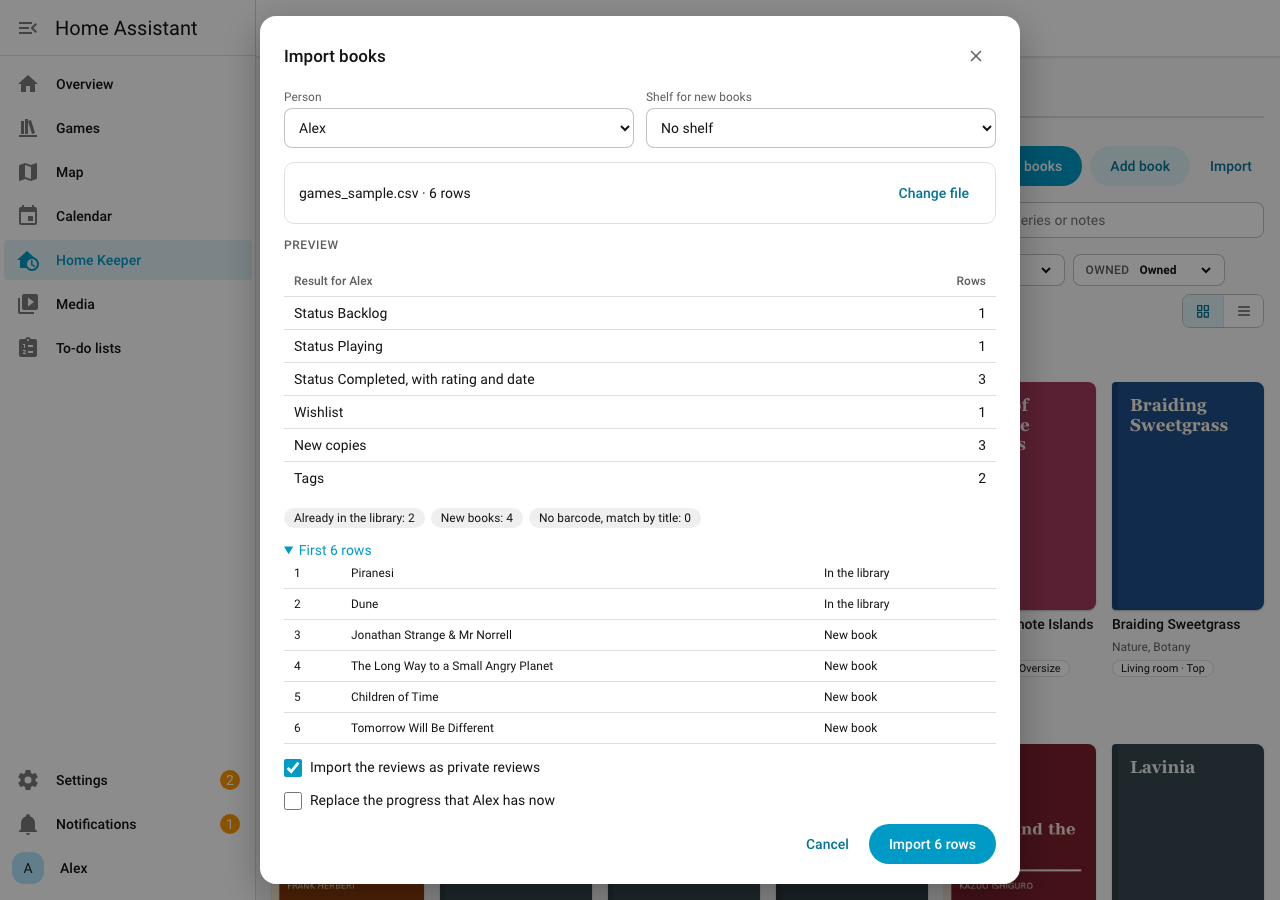 Home Assistant
Overview
Games
Map
Calendar
Home Keeper
Media
To-do lists
Settings
2
Notifications
1
A
Alex
Import books
Person
Shelf for new books
Alex
No shelf
games_sample.csv · 6 rows
Change file
PREVIEW
Result for Alex
Rows
Status Backlog
1
Status Playing
1
Status Completed, with rating and date
3
Wishlist
1
New copies
3
Tags
2
Already in the library: 2
New books: 4
No barcode, match by title: 0
First 6 rows
1 Piranesi In the library
2 Dune In the library
3 Jonathan Strange & Mr Norrell New book
4 The Long Way to a Small Angry Planet New book
5 Children of Time New book
6 Tomorrow Will Be Different New book
Import the reviews as private reviews
Replace the progress that Alex has now
Cancel
Import 6 rows
books
Add book
Import
eries or notes
OWNED Owned
Braiding
Sweetgrass
note Islands
Braiding Sweetgrass
Nature, Botany
Oversize
Living room · Top
nd the
Lavinia
FRANK HERBERT
KAZUO ISHIGURO